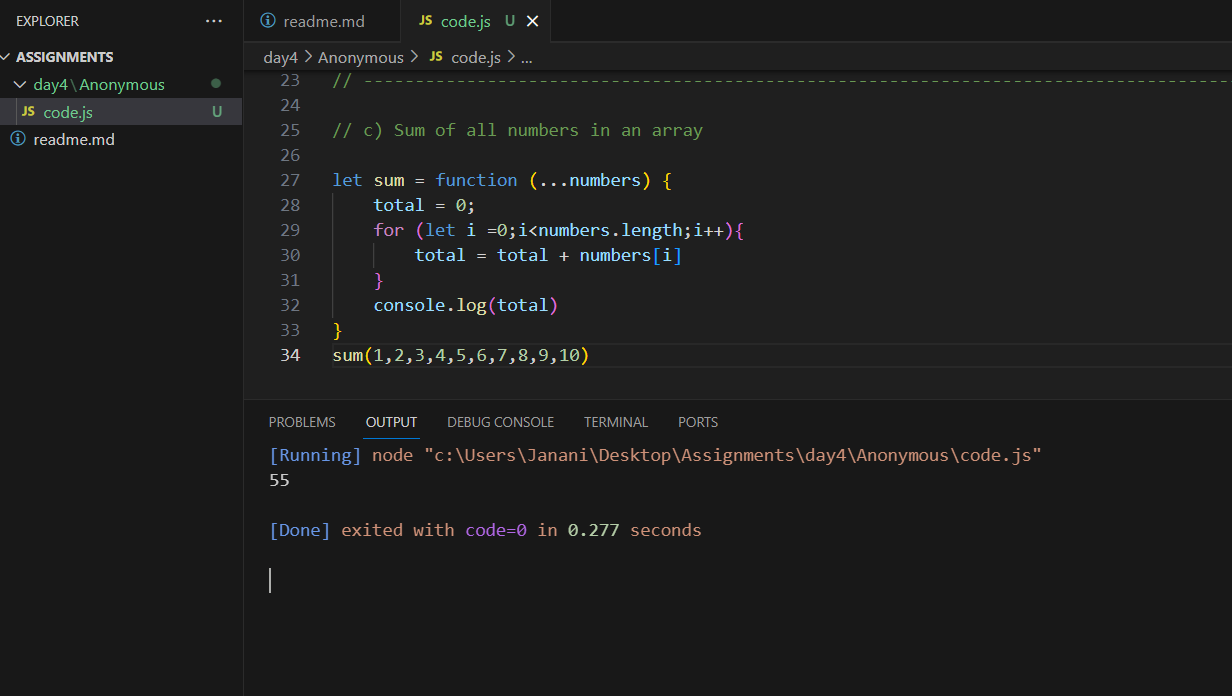 EXPLORER ...
ASSIGNMENTS
day4\Anonymous
JS code.js U
readme.md
readme.md JS code.js U
day4 > Anonymous > JS code.js > ...
23 // ------------------------------------------------------------------------------------
24
25 // c) Sum of all numbers in an array
26
27 let sum = function (...numbers) {
28     total = 0;
29     for (let i =0;i<numbers.length;i++){
30         total = total + numbers[i]
31     }
32     console.log(total)
33 }
34 sum(1,2,3,4,5,6,7,8,9,10)
PROBLEMS OUTPUT DEBUG CONSOLE TERMINAL PORTS
[Running] node "c:\Users\Janani\Desktop\Assignments\day4\Anonymous\code.js"
55
[Done] exited with code=0 in 0.277 seconds